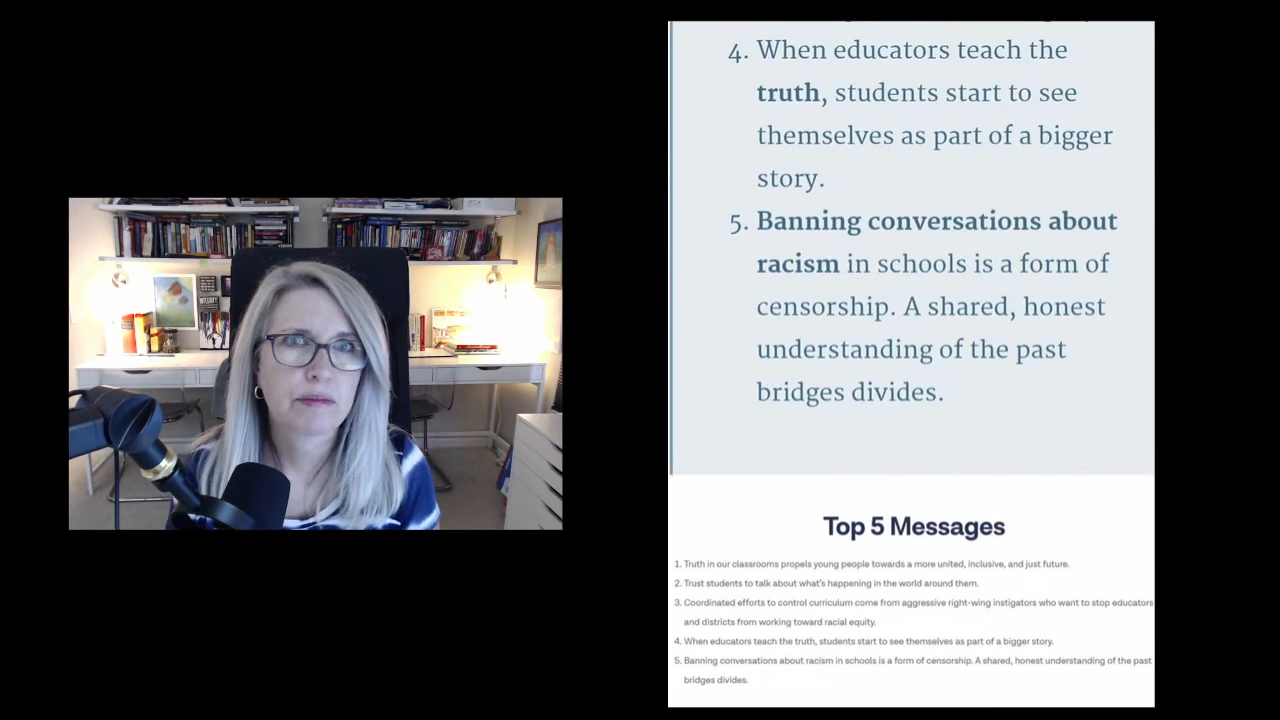 4. When educators teach the
truth, students start to see
themselves as part of a bigger
story.
5. Banning conversations about
racism in schools is a form of
censorship. A shared, honest
understanding of the past
bridges divides.
Top 5 Messages
1. Truth in our classrooms propels young people towards a more united, inclusive, and just future.
2. Trust students to talk about what's happening in the world around them.
3. Coordinated efforts to control curriculum come from aggressive right-wing instigators who want to stop educators
and districts from working toward racial equity.
4. When educators teach the truth, students start to see themselves as part of a bigger story.
5. Banning conversations about racism in schools is a form of censorship. A shared, honest understanding of the past
bridges divides.